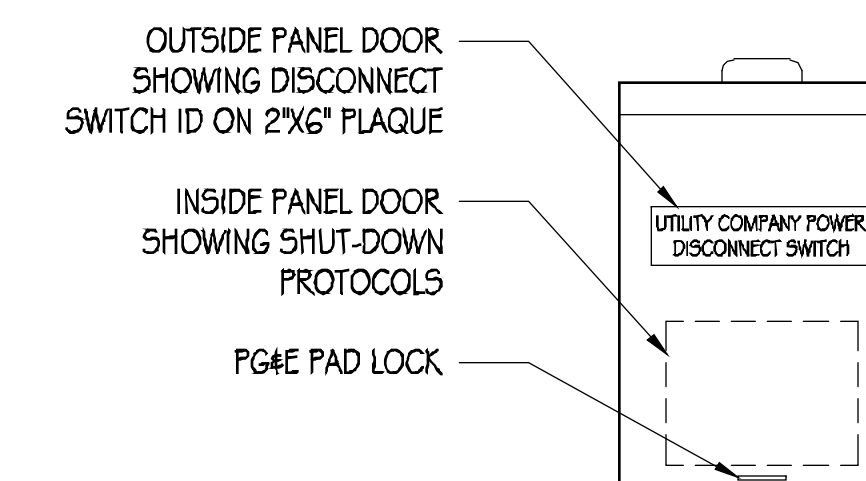 OUTSIDE PANEL DOOR
SHOWING DISCONNECT
SWITCH ID ON 2"X6" PLAQUE
INSIDE PANEL DOOR
SHOWING SHUT-DOWN
PROTOCOLS
PG&E PAD LOCK
UTILITY COMPANY POWER
DISCONNECT SWITCH